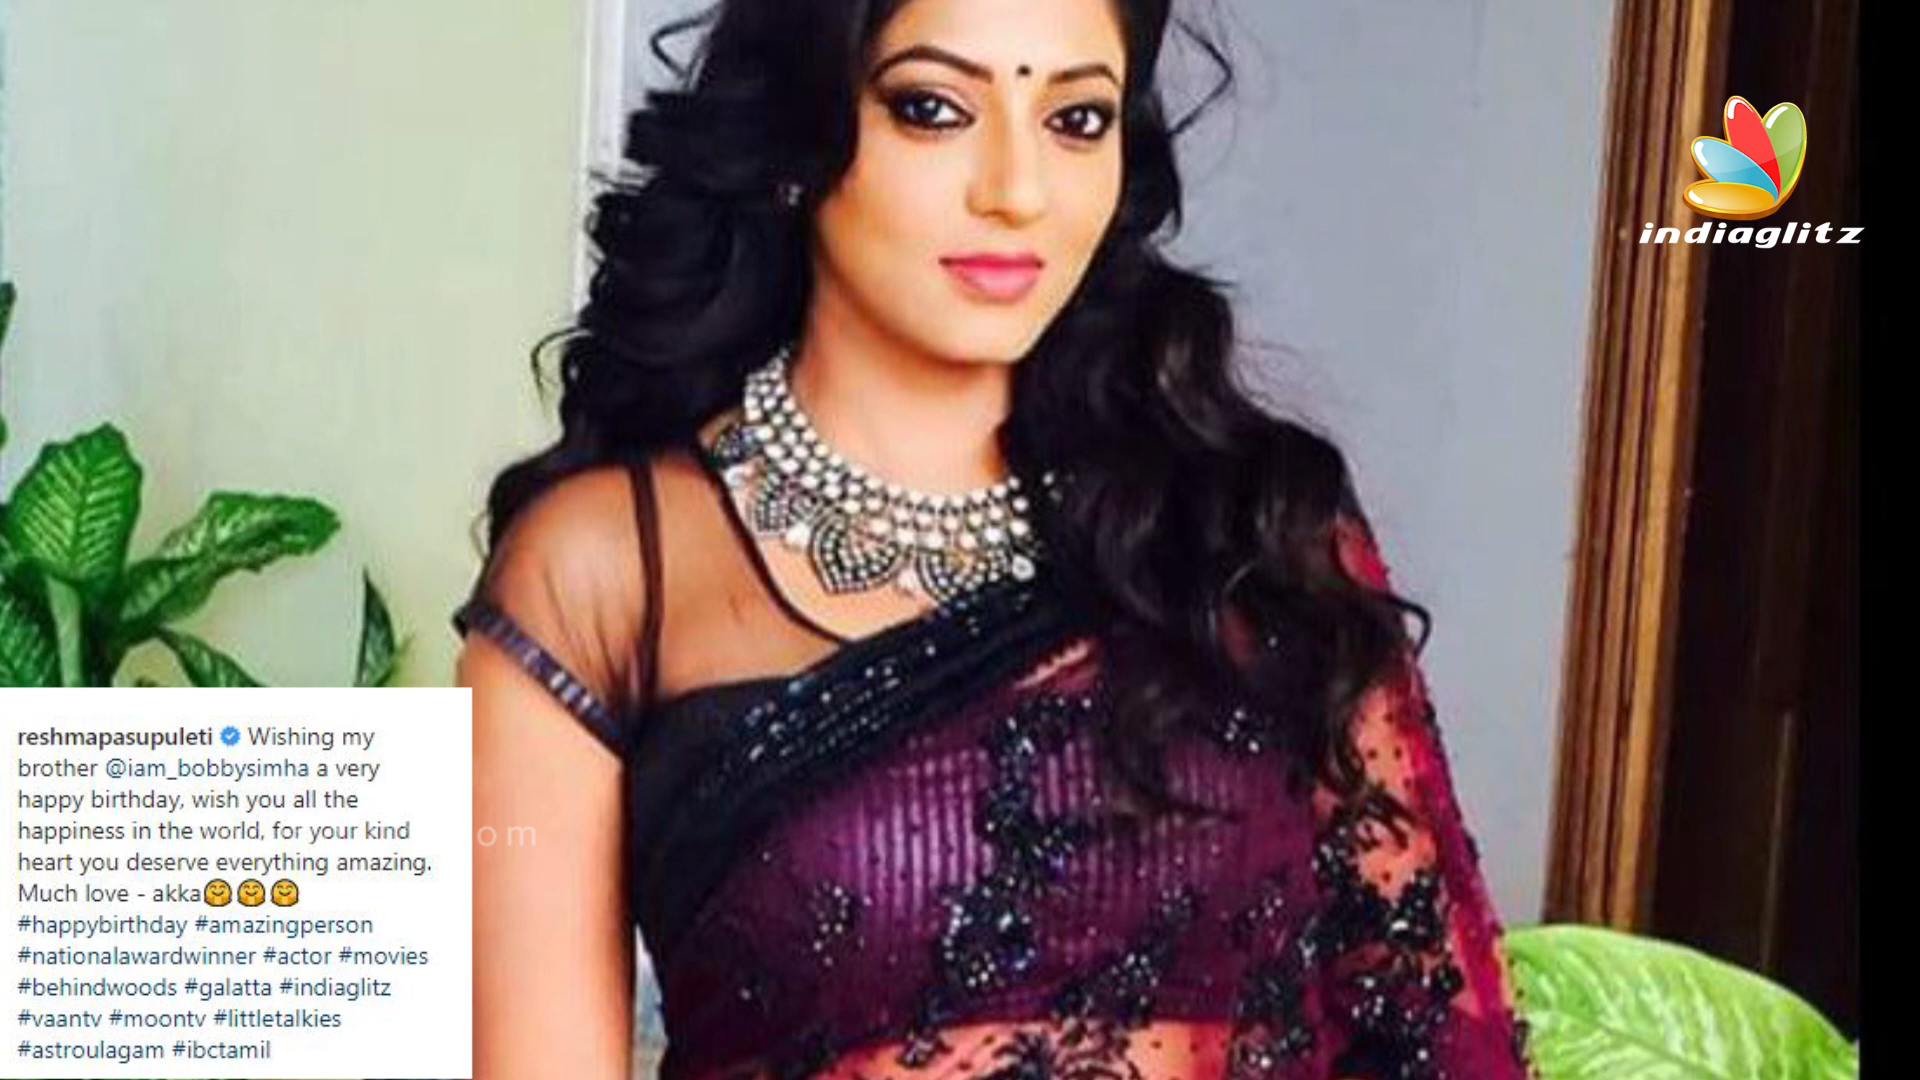 indiaglitz
reshmapasupuleti Wishing my
brother @iam_bobbysimha a very
happy birthday, wish you all the
happiness in the world, for your kind
heart you deserve everything amazing.
Much love - akka🤗🤗🤗
#happybirthday #amazingperson
#nationalawardwinner #actor #movies
#behindwoods #galatta #indiaglitz
#vaantv #moontv #littletalkies
#astroulagam #ibctamil
om